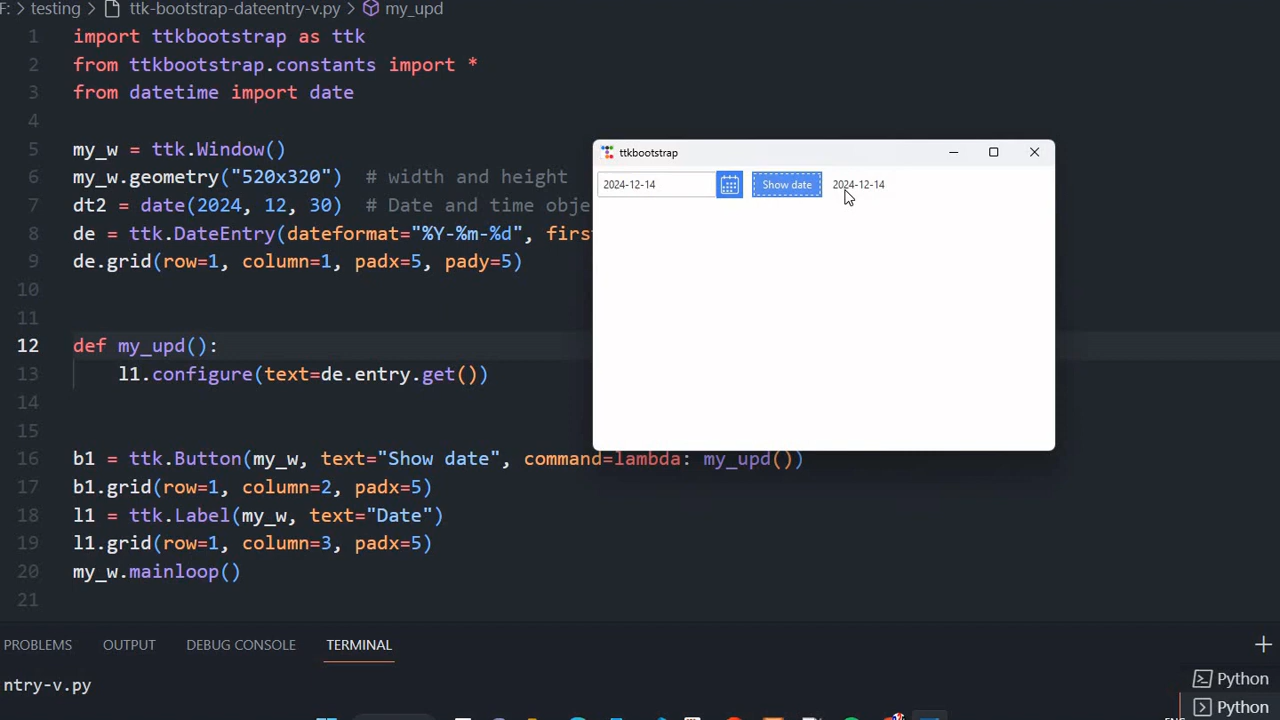 F: > testing > ttk-bootstrap-dateentry-v.py > my_upd
1 import ttkbootstrap as ttk
2 from ttkbootstrap.constants import *
3 from datetime import date
4
5 my_w = ttk.Window()
6 my_w.geometry("520x320")  # width and height
7 dt2 = date(2024, 12, 30)  # Date and time obje
8 de = ttk.DateEntry(dateformat="%Y-%m-%d", firs
9 de.grid(row=1, column=1, padx=5, pady=5)
10
11
12 def my_upd():
13     l1.configure(text=de.entry.get())
14
15
16 b1 = ttk.Button(my_w, text="Show date", command=lambda: my_upd())
17 b1.grid(row=1, column=2, padx=5)
18 l1 = ttk.Label(my_w, text="Date")
19 l1.grid(row=1, column=3, padx=5)
20 my_w.mainloop()
21
ttkbootstrap
2024-12-14 Show date 2024-12-14
PROBLEMS OUTPUT DEBUG CONSOLE TERMINAL
ntry-v.py
Python
Python